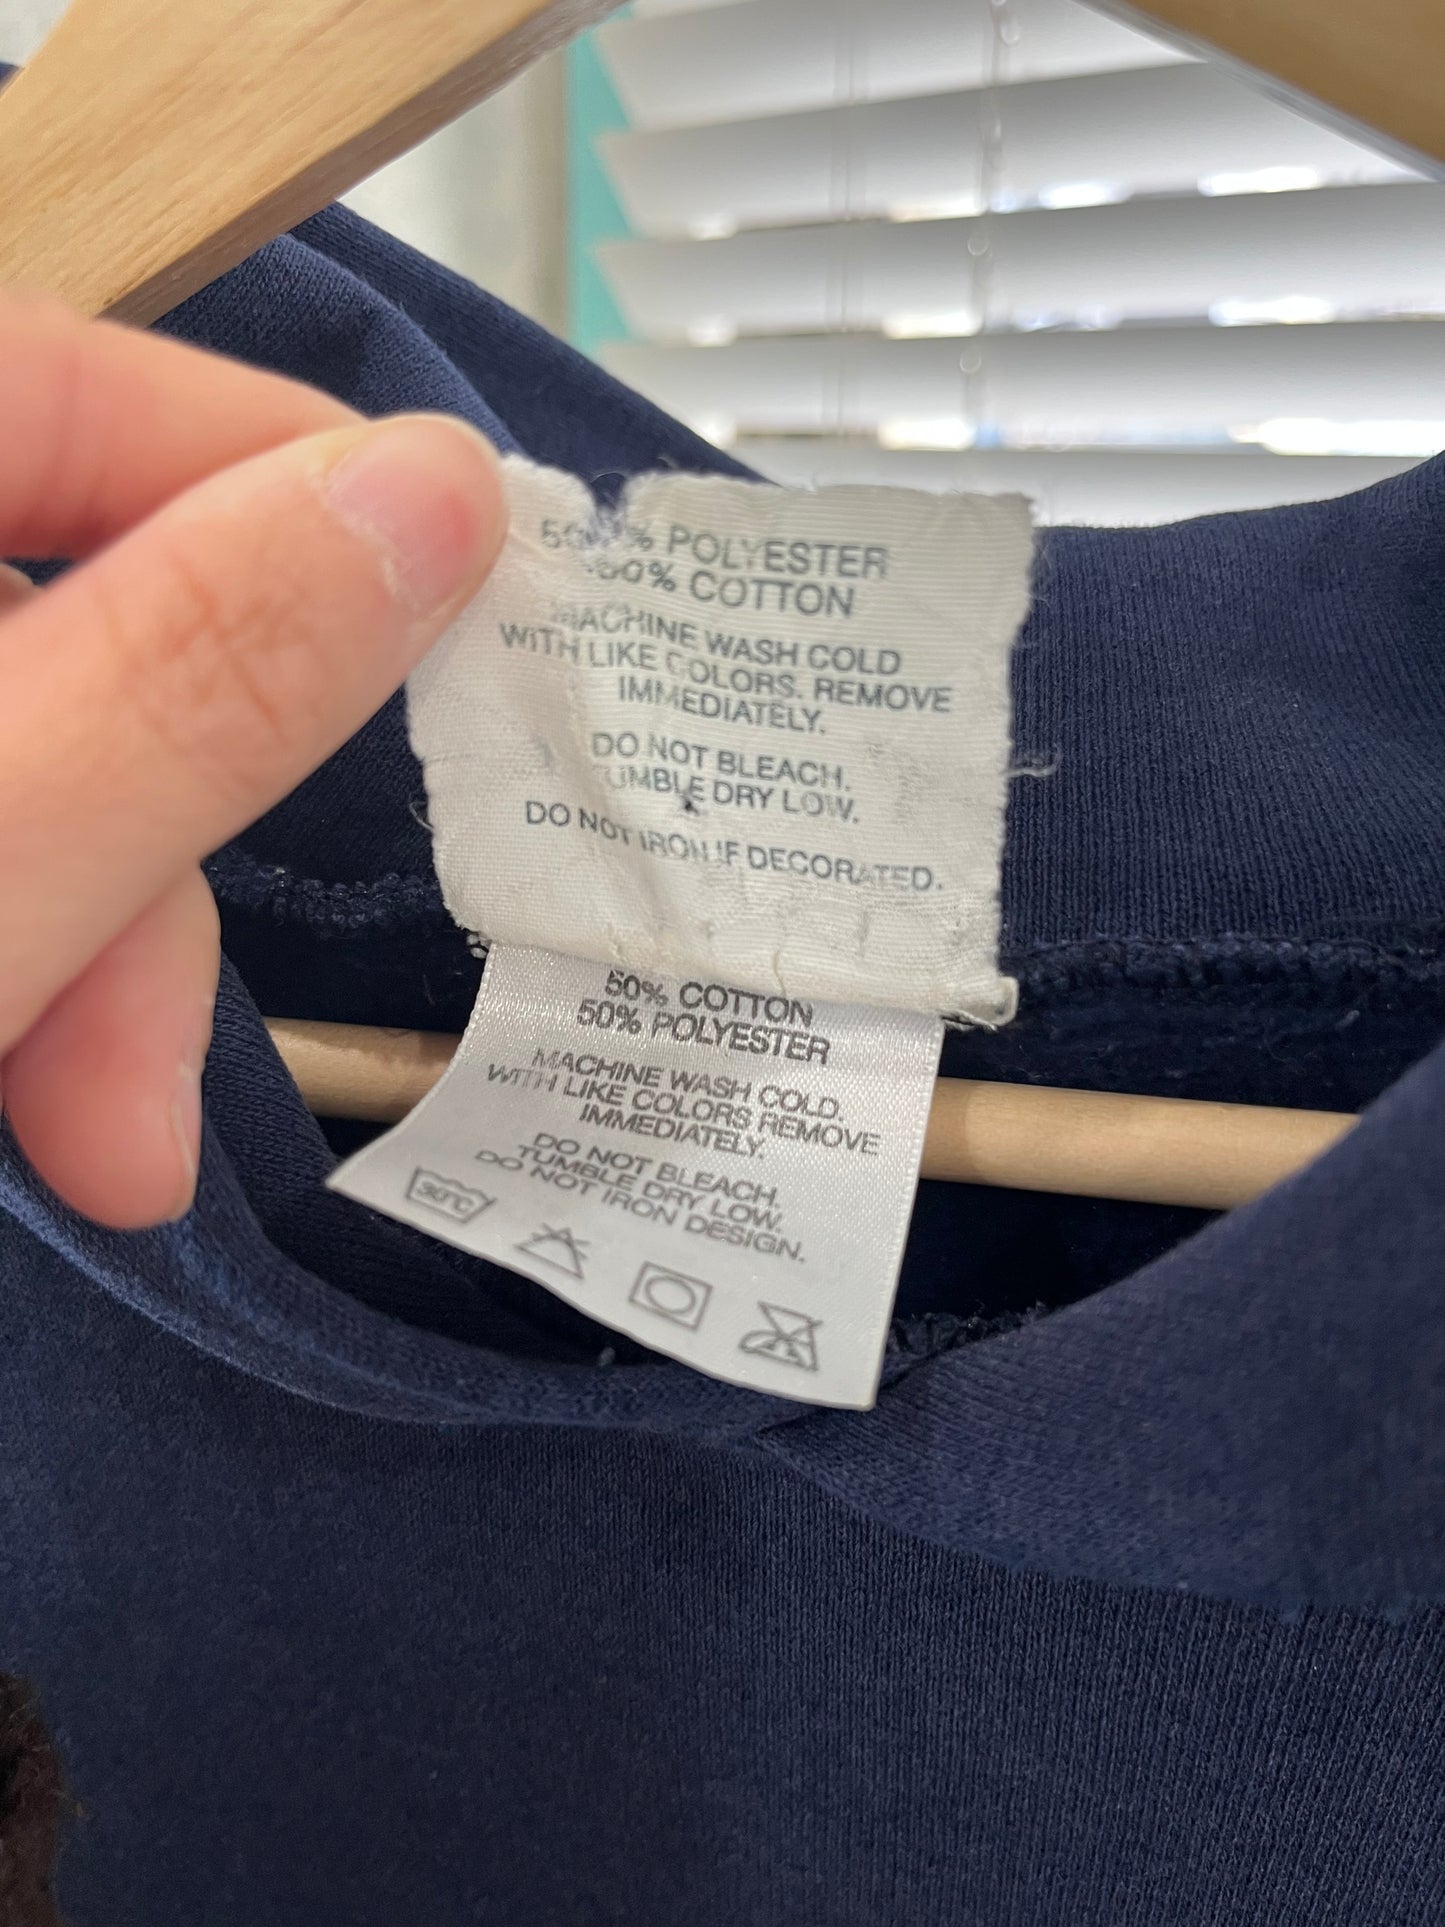 50% POLYESTER
50% COTTON
MACHINE WASH COLD
WITH LIKE COLORS. REMOVE
IMMEDIATELY.
DO NOT BLEACH.
TUMBLE DRY LOW.
DO NOT IRON IF DECORATED.
50% COTTON
50% POLYESTER
MACHINE WASH COLD.
WITH LIKE COLORS REMOVE
IMMEDIATELY.
DO NOT BLEACH.
TUMBLE DRY LOW.
DO NOT IRON DESIGN.
30°C